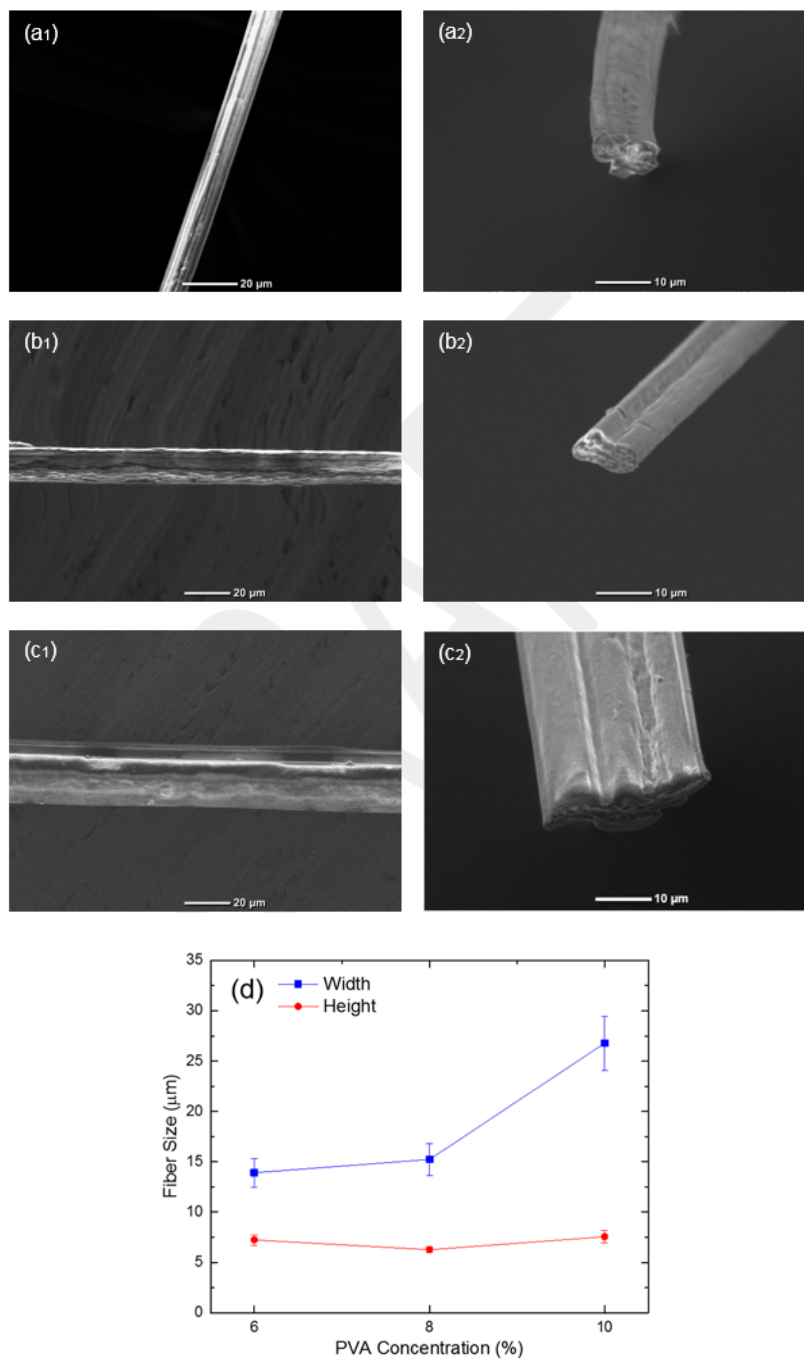 (a1)
20 µm
(a2)
10 µm
(b1)
20 µm
(b2)
10 µm
(c1)
20 µm
(c2)
10 µm
(d)
Width
Height
Fiber Size (µm)
35
30
25
20
15
10
5
0
6
8
10
PVA Concentration (%)